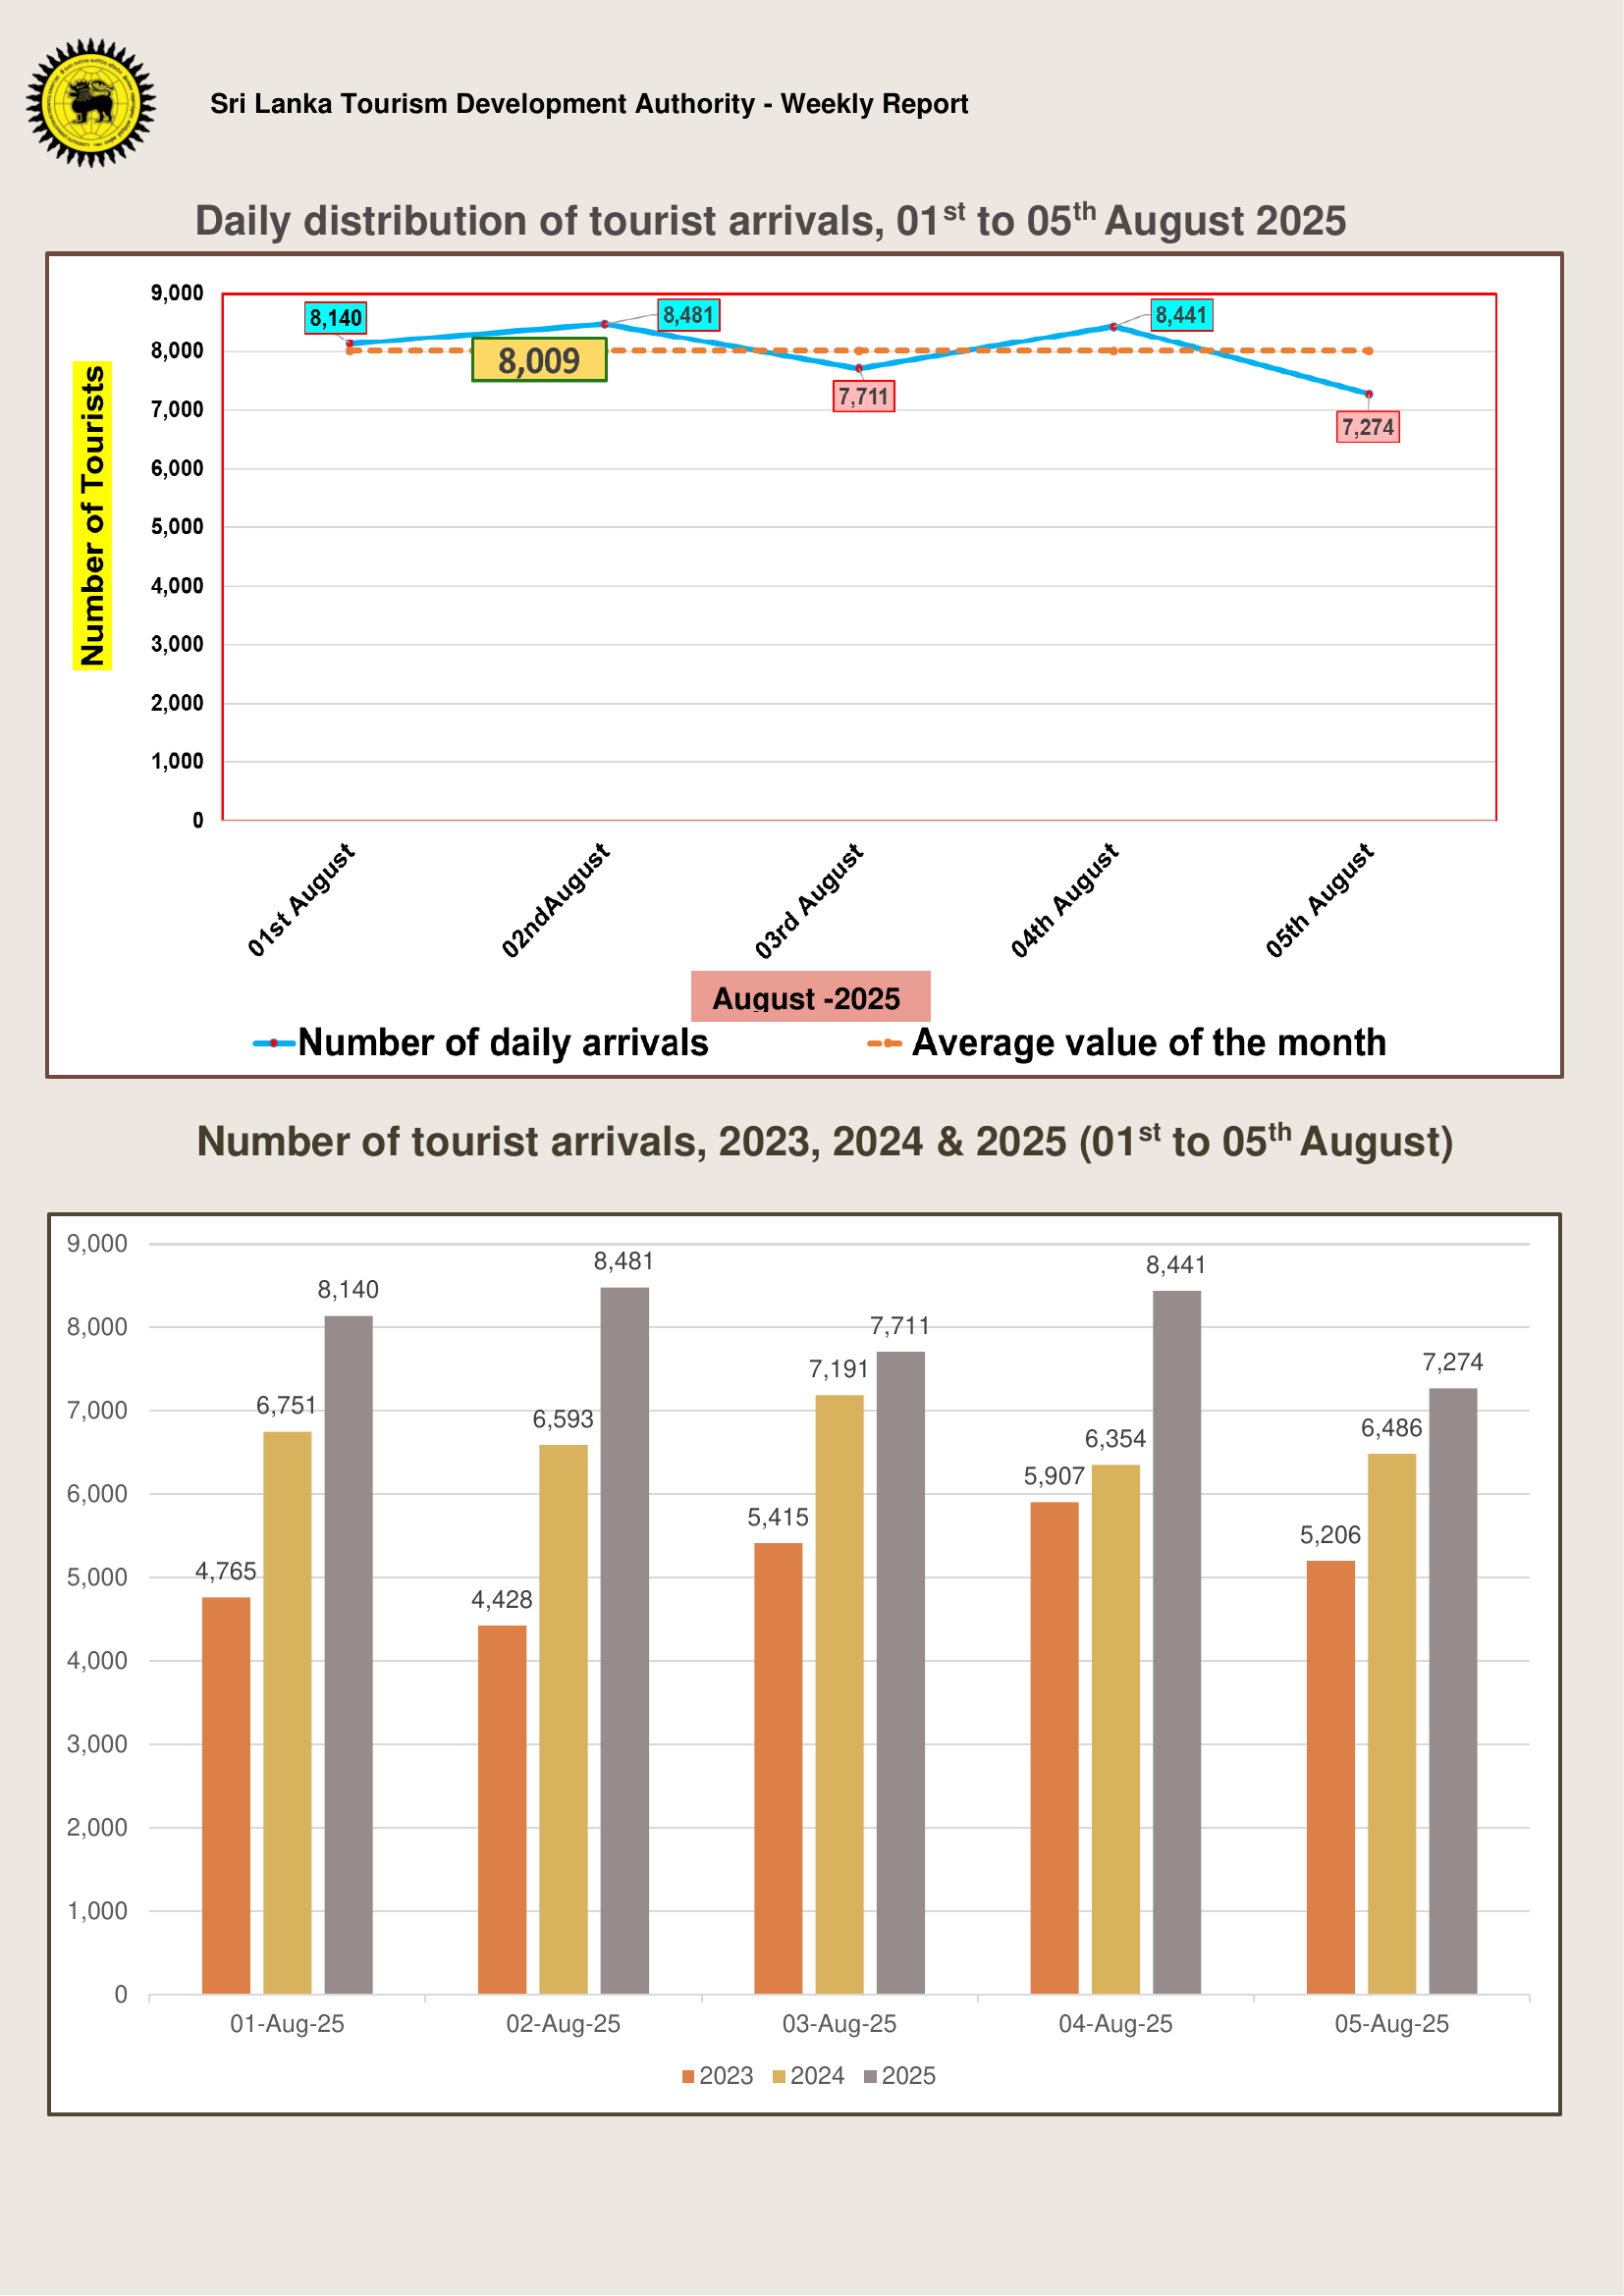 Sri Lanka Tourism Development Authority - Weekly Report
Daily distribution of tourist arrivals, 01st to 05th August 2025
Number of Tourists
9,000
8,000
7,000
6,000
5,000
4,000
3,000
2,000
1,000
0
8,140
8,481
8,441
8,009
7,711
7,274
01st August
02ndAugust
03rd August
04th August
05th August
August -2025
Number of daily arrivals
Average value of the month
Number of tourist arrivals, 2023, 2024 & 2025 (01st to 05th August)
9,000
8,000
7,000
6,000
5,000
4,000
3,000
2,000
1,000
0
4,765
6,751
8,140
4,428
6,593
8,481
5,415
7,191
7,711
5,907
6,354
8,441
5,206
6,486
7,274
01-Aug-25
02-Aug-25
03-Aug-25
04-Aug-25
05-Aug-25
2023
2024
2025